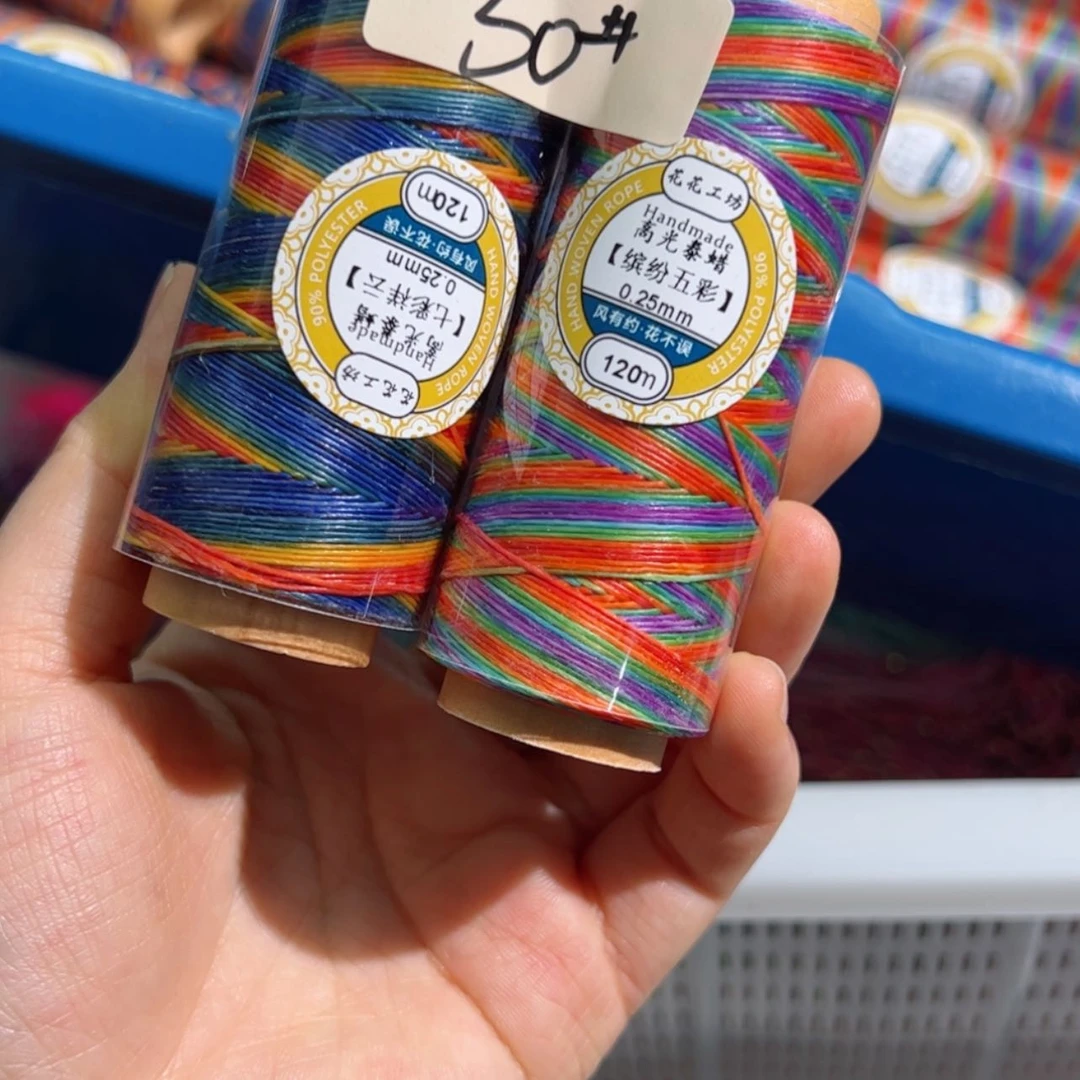 50#
120m
风有约·花不误
0.25mm
【七彩祥云】
高光泰蜡
Handmade
花花工坊
90% POLYESTER
HAND WOVEN ROPE
花花工坊
Handmade
高光泰蜡
【缤纷五彩】
0.25mm
风有约·花不误
120m
HAND WOVEN ROPE
90% POLYESTER